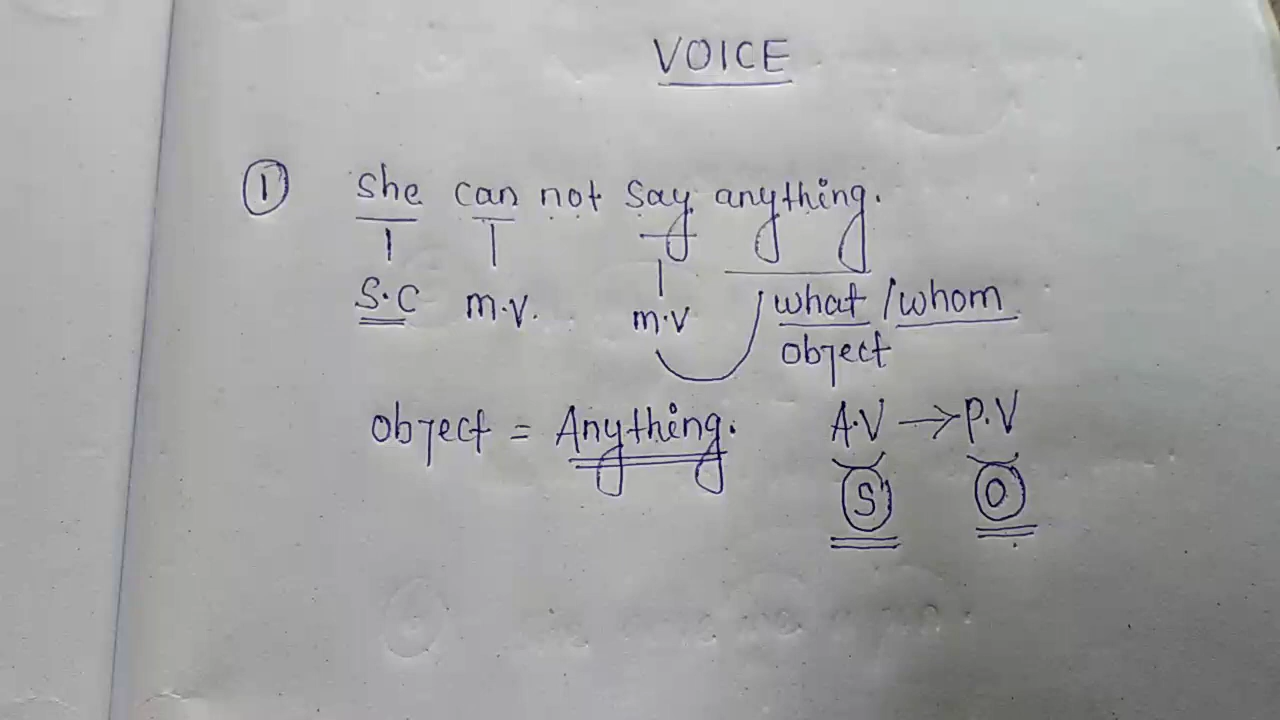 VOICE
① She can not say anything.
S.C m.v. m.v what / whom
object
object = Anything. A.V → P.V
S O